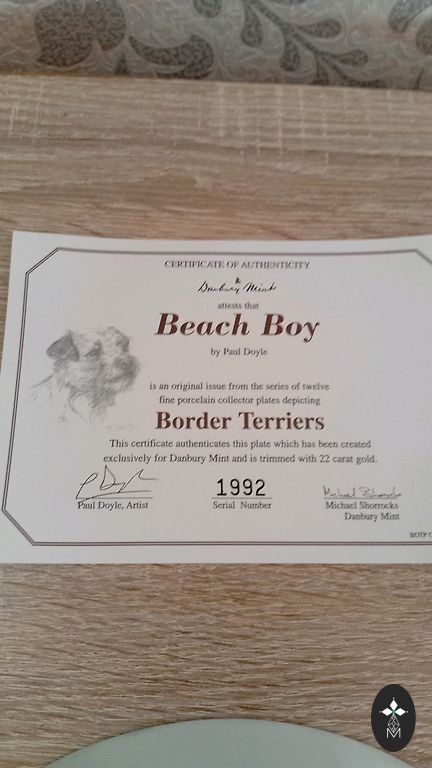 CERTIFICATE OF AUTHENTICITY
Danbury Mint
attests that
Beach Boy
by Paul Doyle
is an original issue from the series of twelve
fine porcelain collector plates depicting
Border Terriers
This certificate authenticates this plate which has been created
exclusively for Danbury Mint and is trimmed with 22 carat gold.
P Doyle
Paul Doyle, Artist
1992
Serial Number
Michael Shorrocks
Michael Shorrocks
Danbury Mint
M